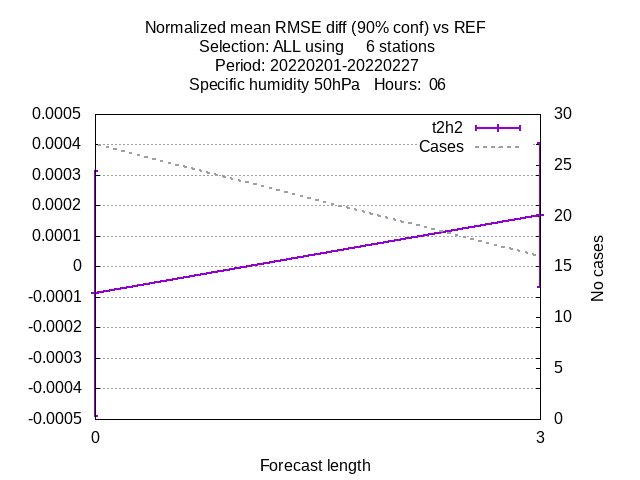 Normalized mean RMSE diff (90% conf) vs REF
Selection: ALL using     6 stations
Period: 20220201-20220227
Specific humidity 50hPa   Hours:  06
t2h2
Cases
0.0005
0.0004
0.0003
0.0002
0.0001
0
-0.0001
-0.0002
-0.0003
-0.0004
-0.0005
30
25
20
15
10
5
0
No cases
0
3
Forecast length